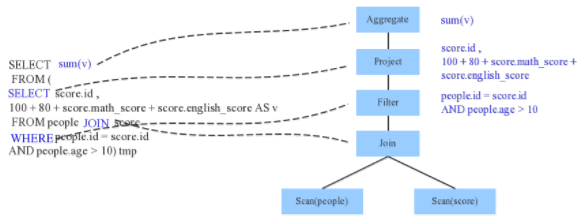 SELECT sum(v)
FROM (
SELECT score.id ,
100 + 80 + score.math_score + score.english_score AS v
FROM people JOIN score
WHERE people.id = score.id
AND people.age > 10) tmp
Aggregate
sum(v)
Project
score.id ,
100 + 80 + score.math_score +
score.english_score
Filter
people.id = score.id
AND people.age > 10
Join
Scan(people)
Scan(score)